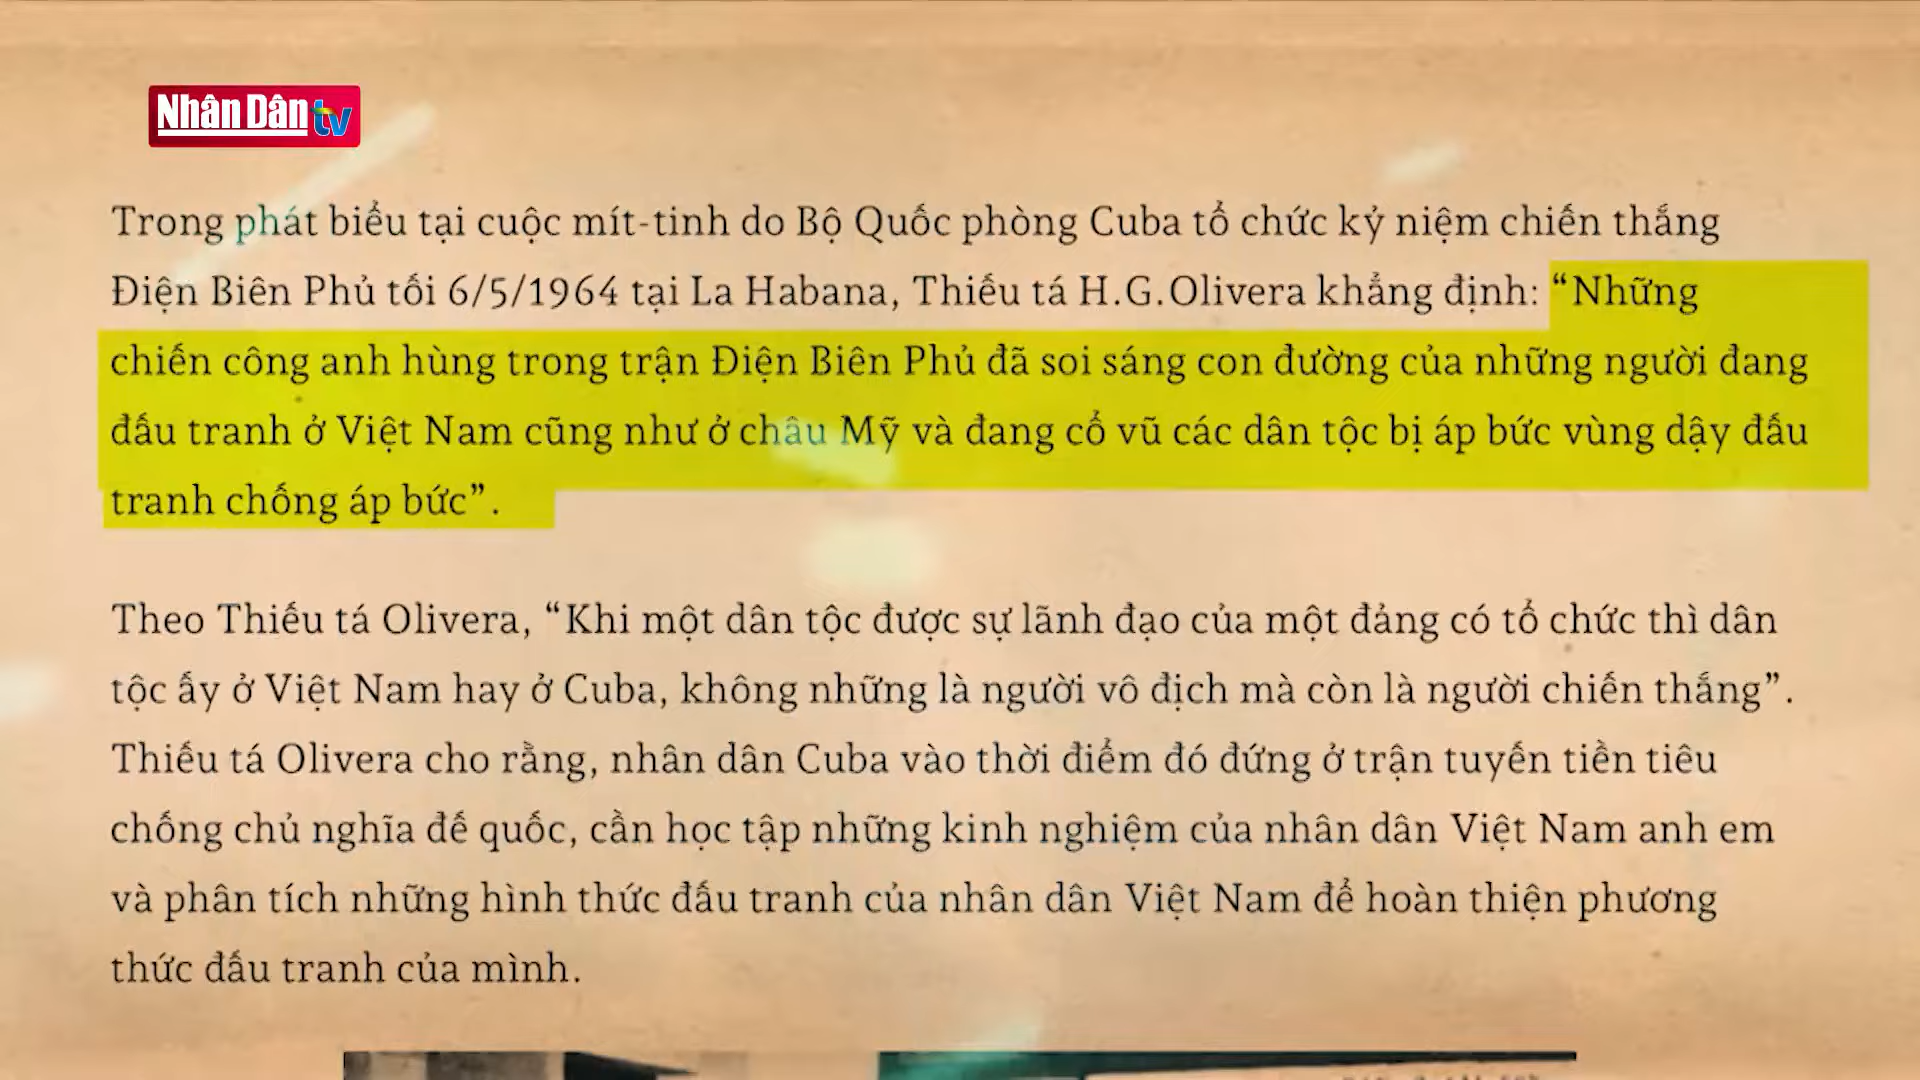 Nhân Dân tv
Trong phát biểu tại cuộc mít-tinh do Bộ Quốc phòng Cuba tổ chức kỷ niệm chiến thắng
Điện Biên Phủ tối 6/5/1964 tại La Habana, Thiếu tá H.G.Olivera khẳng định: “Những
chiến công anh hùng trong trận Điện Biên Phủ đã soi sáng con đường của những người đang
đấu tranh ở Việt Nam cũng như ở châu Mỹ và đang cổ vũ các dân tộc bị áp bức vùng dậy đấu
tranh chống áp bức”.
Theo Thiếu tá Olivera, “Khi một dân tộc được sự lãnh đạo của một đảng có tổ chức thì dân
tộc ấy ở Việt Nam hay ở Cuba, không những là người vô địch mà còn là người chiến thắng”.
Thiếu tá Olivera cho rằng, nhân dân Cuba vào thời điểm đó đứng ở trận tuyến tiền tiêu
chống chủ nghĩa đế quốc, cần học tập những kinh nghiệm của nhân dân Việt Nam anh em
và phân tích những hình thức đấu tranh của nhân dân Việt Nam để hoàn thiện phương
thức đấu tranh của mình.